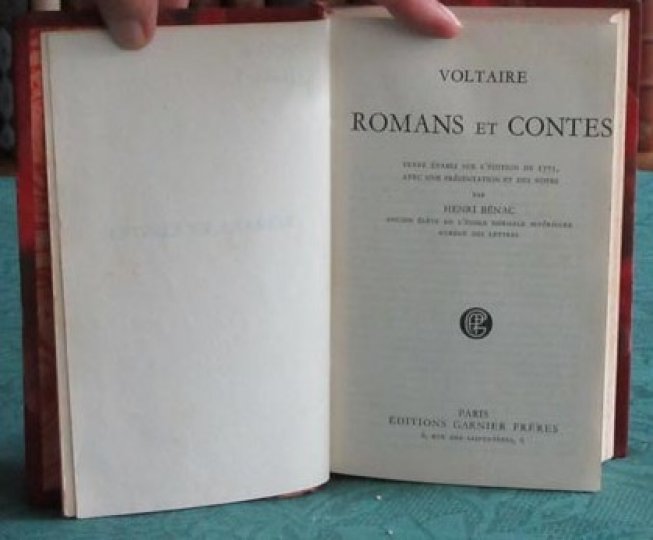 VOLTAIRE
ROMANS ET CONTES
TEXTE ÉTABLI SUR L'ÉDITION DE 1775,
AVEC UNE PRÉSENTATION ET DES NOTES
PAR
HENRI BÉNAC
ANCIEN ÉLÈVE DE L'ÉCOLE NORMALE SUPÉRIEURE
AGRÉGÉ DES LETTRES
PARIS
ÉDITIONS GARNIER FRÈRES
6, RUE DES SAINTS-PÈRES, 6